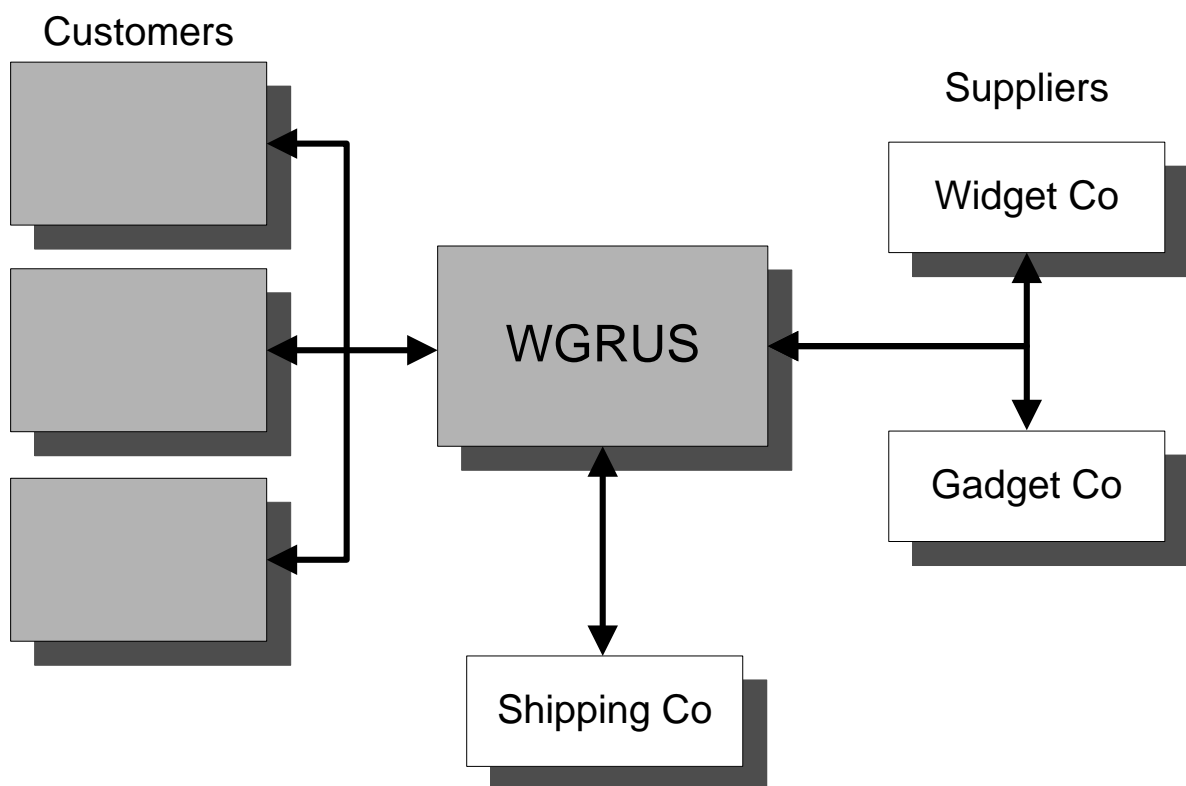 Customers
Suppliers
Widget Co
WGRUS
Gadget Co
Shipping Co